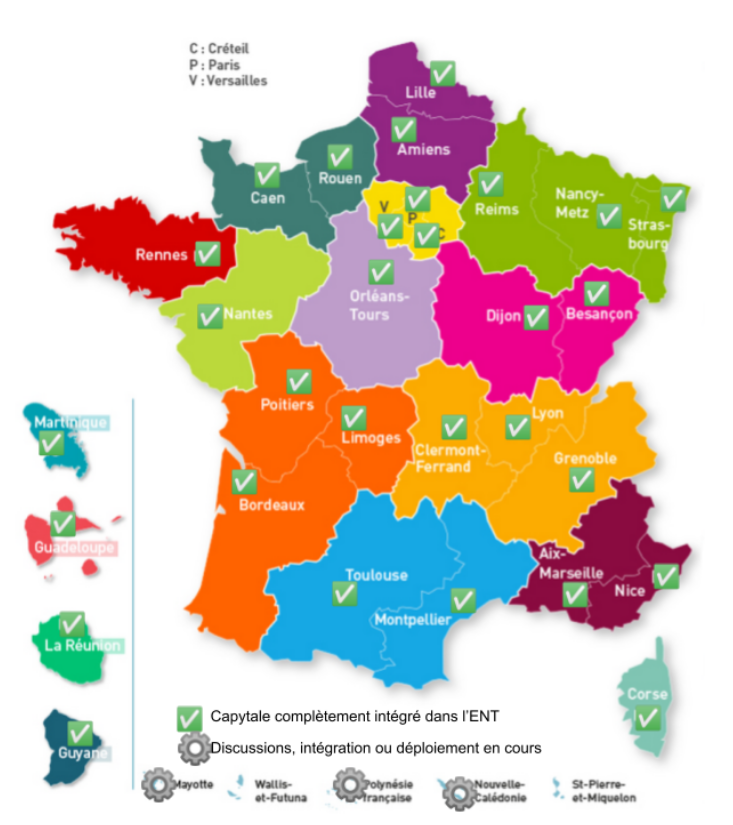 C : Créteil
P : Paris
V : Versailles
Lille
Amiens
Rouen
Caen
V
P
C
Reims
Nancy-
Metz
Stras-
bourg
Rennes
Nantes
Orléans-
Tours
Dijon
Besançon
Poitiers
Limoges
Lyon
Clermont-
Ferrand
Grenoble
Bordeaux
Martinique
Guadeloupe
La Réunion
Guyane
Toulouse
Montpellier
Aix-
Marseille
Nice
Corse
Capytale complètement intégré dans l'ENT
Discussions, intégration ou déploiement en cours
Mayotte
Wallis-
et-Futuna
Polynésie
française
Nouvelle-
Calédonie
St-Pierre-
et-Miquelon